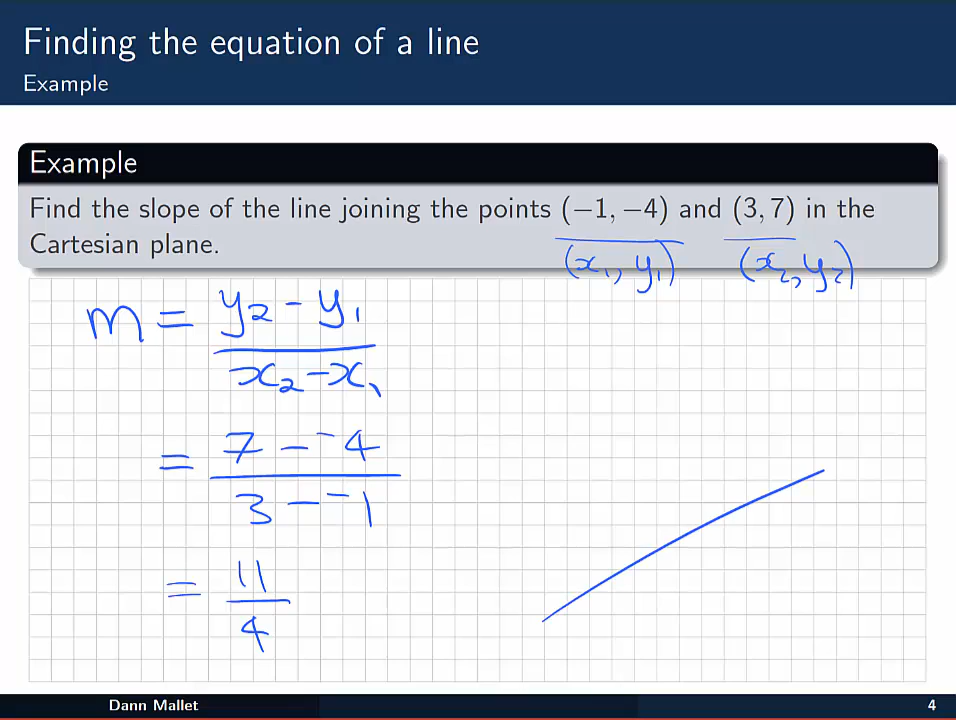 Finding the equation of a line
Example
Example
Find the slope of the line joining the points (−1, −4) and (3, 7) in the
Cartesian plane.
(x₁, y₁) (x₂, y₂)
m = y₂ − y₁
x₂ − x₁
= 7 − ⁻4
3 − ⁻1
= 11
4
Dann Mallet 4